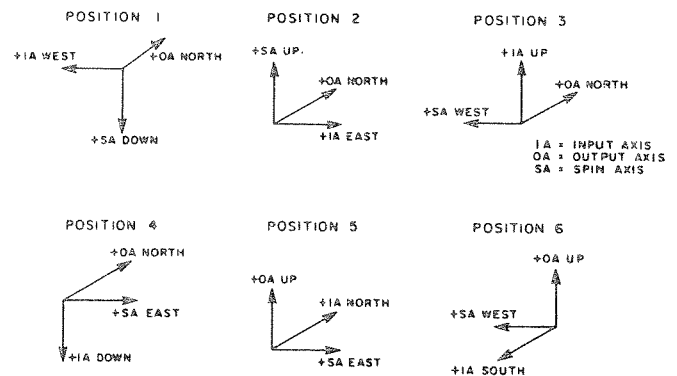 POSITION 1
+IA WEST
+OA NORTH
+SA DOWN
POSITION 2
+SA UP.
+OA NORTH
+IA EAST
POSITION 3
+IA UP
+OA NORTH
+SA WEST
IA = INPUT AXIS
OA = OUTPUT AXIS
SA = SPIN AXIS
POSITION 4
+OA NORTH
+SA EAST
+IA DOWN
POSITION 5
+OA UP
+IA NORTH
+SA EAST
POSITION 6
+OA UP
+SA WEST
+IA SOUTH